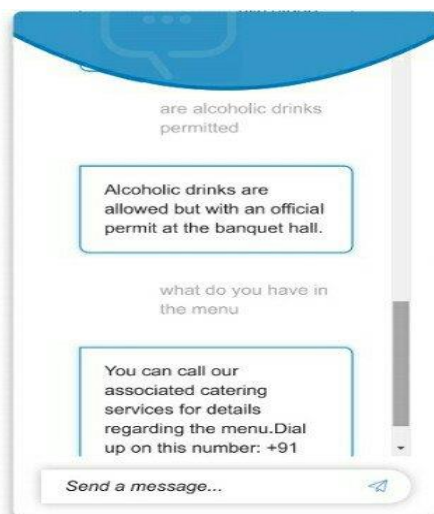 are alcoholic drinks
permitted
Alcoholic drinks are
allowed but with an official
permit at the banquet hall.
what do you have in
the menu
You can call our
associated catering
services for details
regarding the menu.Dial
up on this number: +91
Send a message...